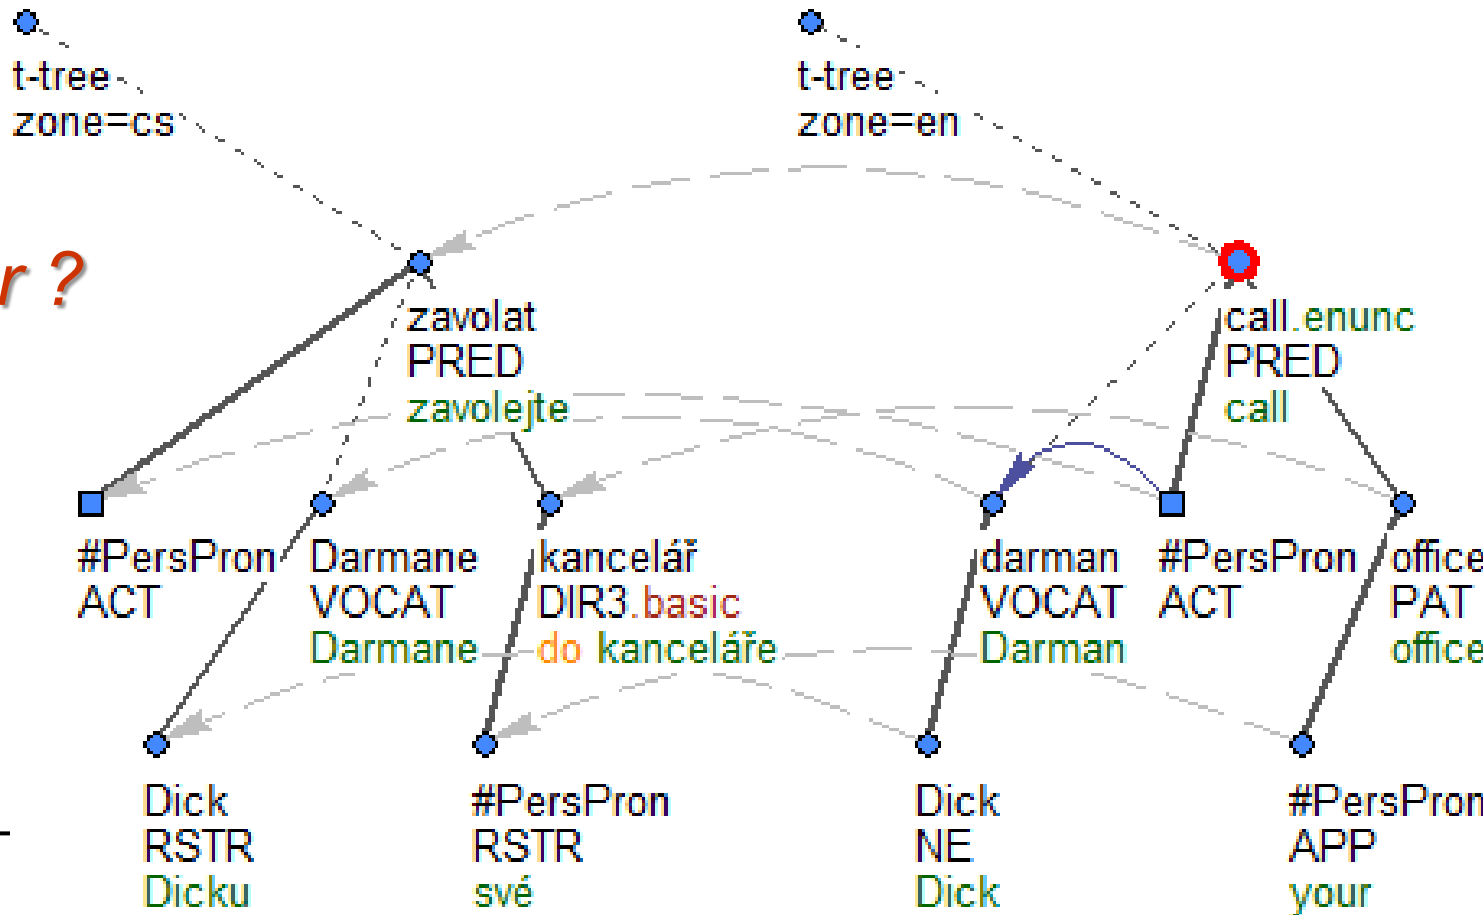 t-tree
zone=cs
t-tree
zone=en
r ?
zavolat
PRED
zavolejte
call.enunc
PRED
call
#PersPron
ACT
Darmane
VOCAT
Darmane
kancelář
DIR3.basic
do kanceláře
darman
VOCAT
Darman
#PersPron
ACT
office
PAT
office
Dick
RSTR
Dicku
#PersPron
RSTR
své
Dick
NE
Dick
#PersPron
APP
your